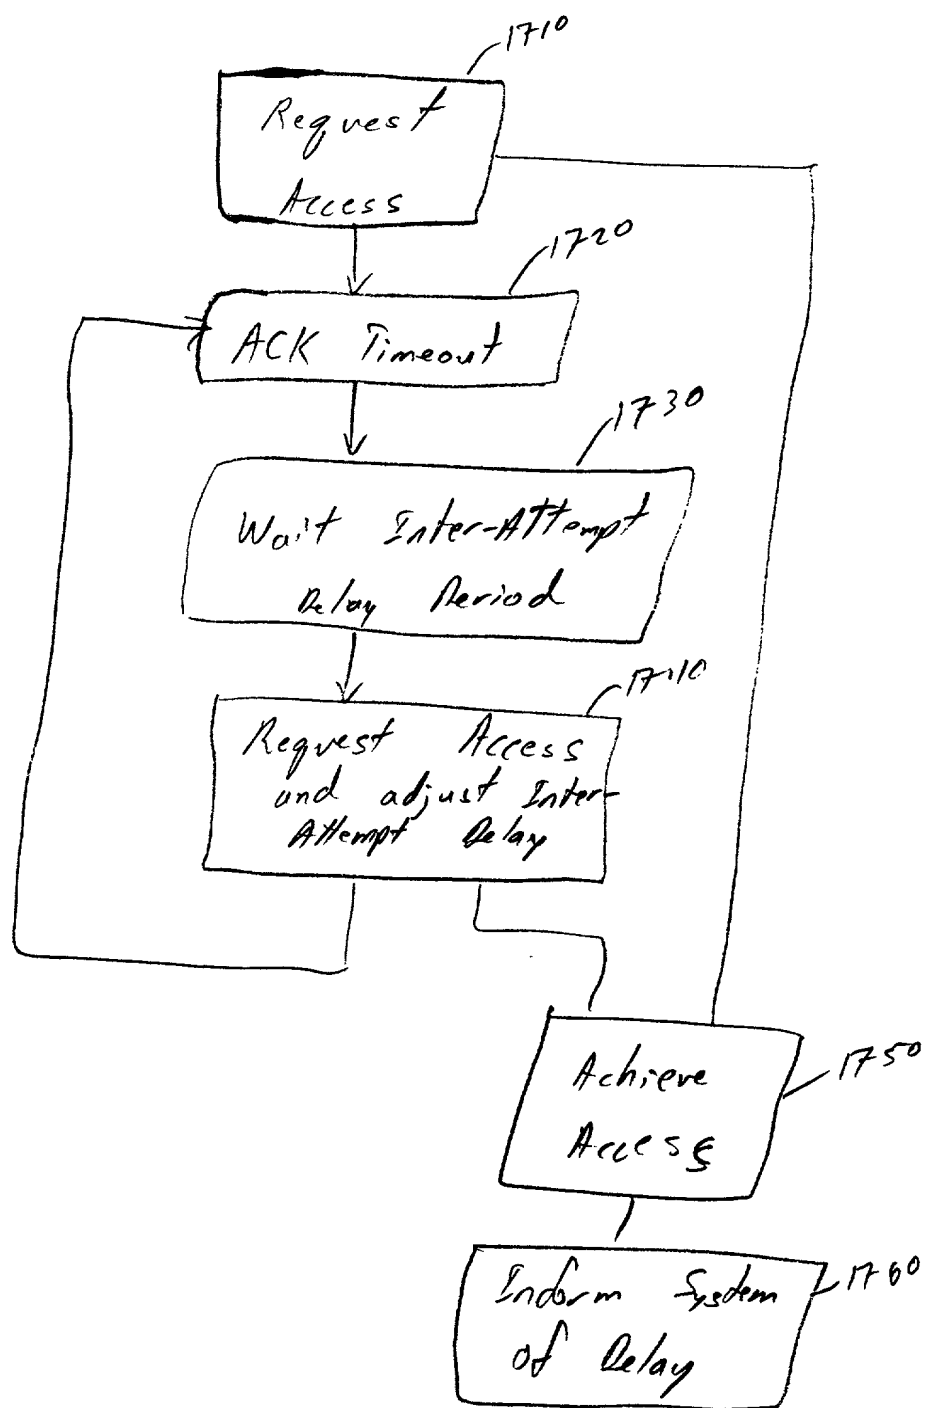 1710
Request
Access
1720
ACK Timeout
1730
Wait Inter-Attempt
Delay Period
1740
Request Access
and adjust Inter-
Attempt Delay
1750
Achieve
Access
1760
Inform System
of Delay